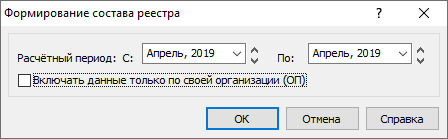 Формирование состава реестра ? ×
Расчётный период: С: Апрель, 2019 По: Апрель, 2019
Включать данные только по своей организации (ОП)
ОК Отмена Справка